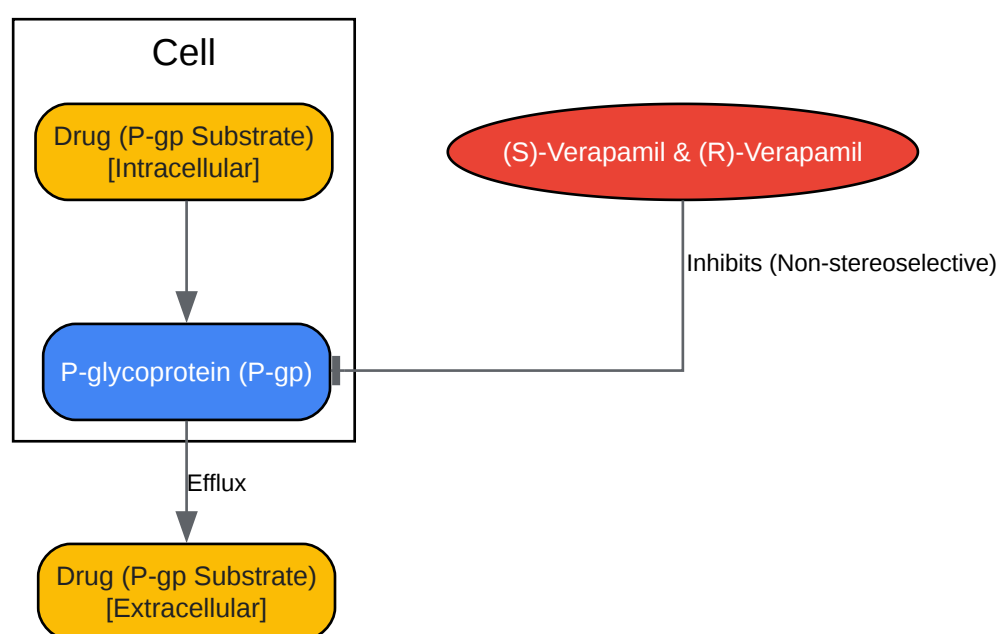 Cell
Drug (P-gp Substrate)
[Intracellular]
(S)-Verapamil & (R)-Verapamil
Inhibits (Non-stereoselective)
P-glycoprotein (P-gp)
Efflux
Drug (P-gp Substrate)
[Extracellular]